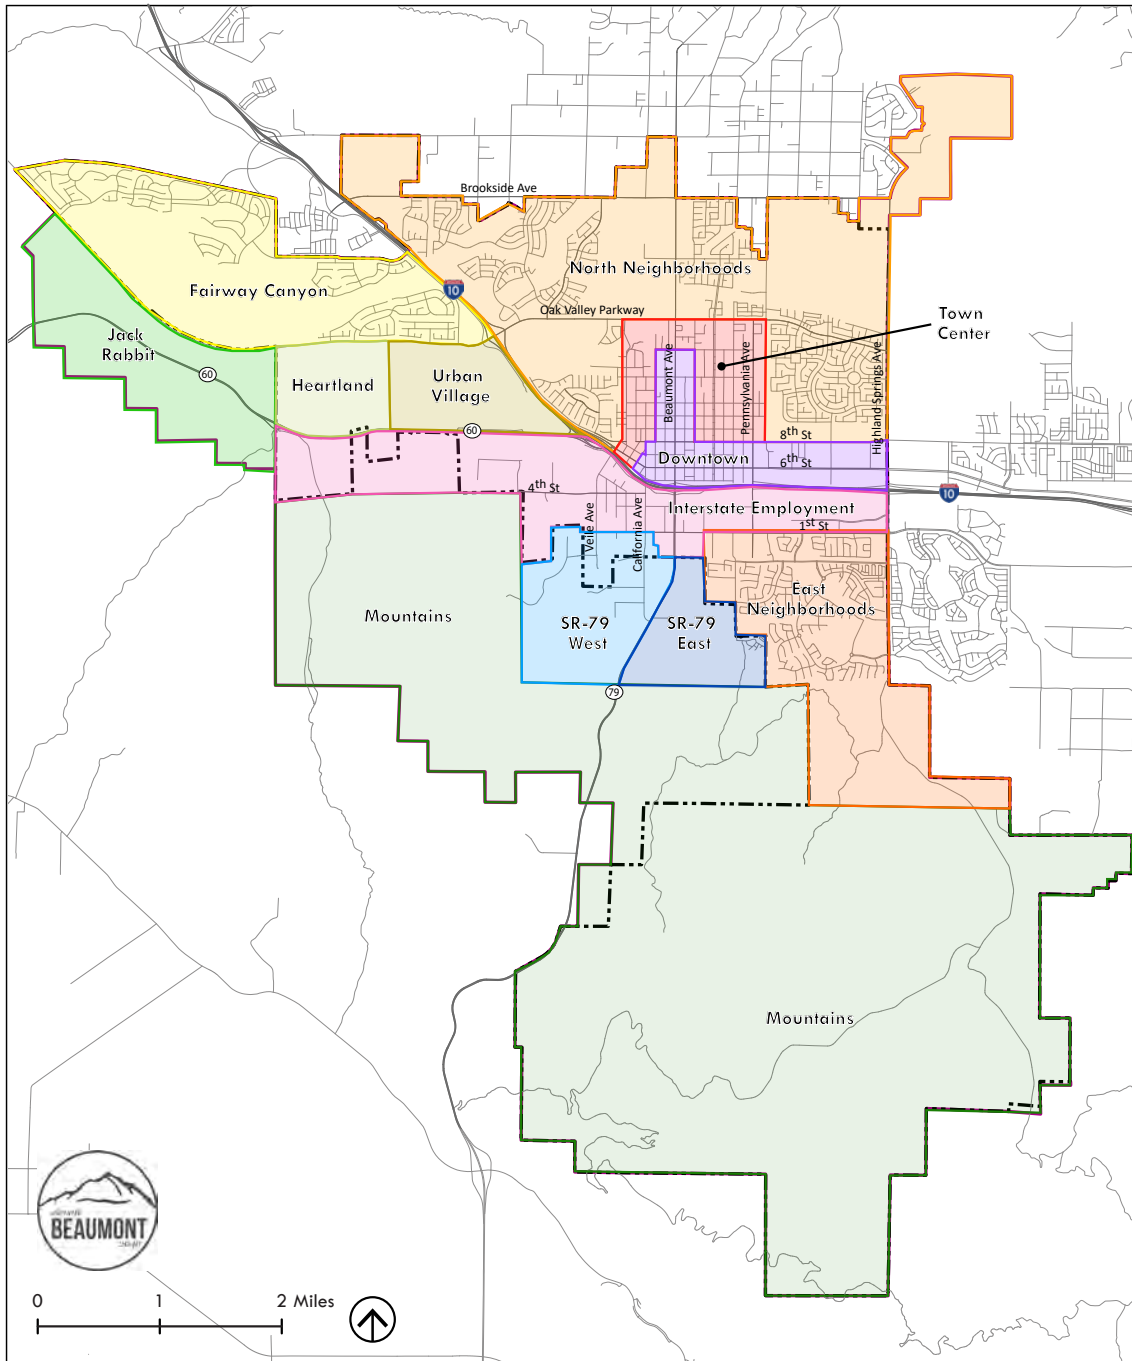 Brookside Ave
North Neighborhoods
Fairway Canyon
10
Oak Valley Parkway
Town
Center
Jack
Rabbit
60
Heartland
Urban
Village
Beaumont Ave
Pennsylvania Ave
Highland Springs Ave
60
8th St
Downtown
6th St
4th St
10
Interstate Employment
1st St
Veile Ave
California Ave
Mountains
SR-79
West
SR-79
East
East
Neighborhoods
79
Mountains
BEAUMONT
0 1 2 Miles